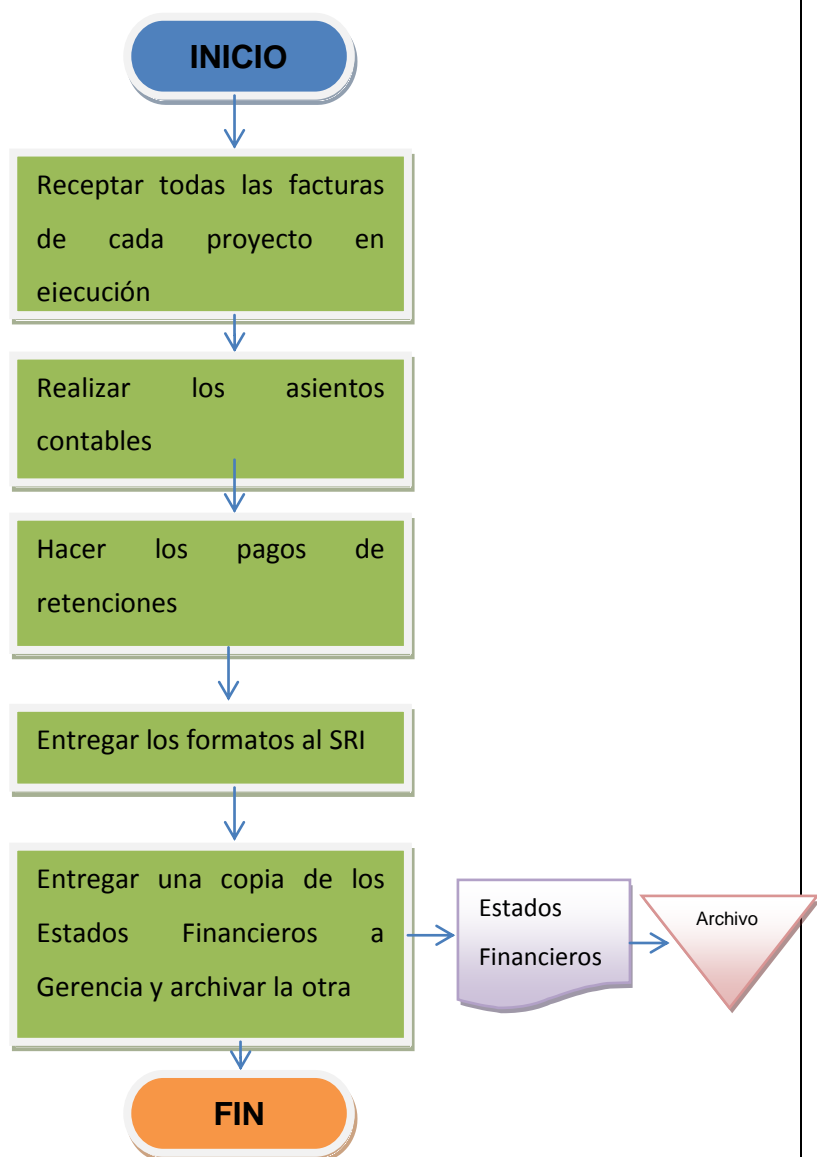 INICIO
Receptar todas las facturas
de cada proyecto en
ejecución
Realizar los asientos
contables
Hacer los pagos de
retenciones
Entregar los formatos al SRI
Entregar una copia de los
Estados Financieros a
Gerencia y archivar la otra
Estados
Financieros
Archivo
FIN